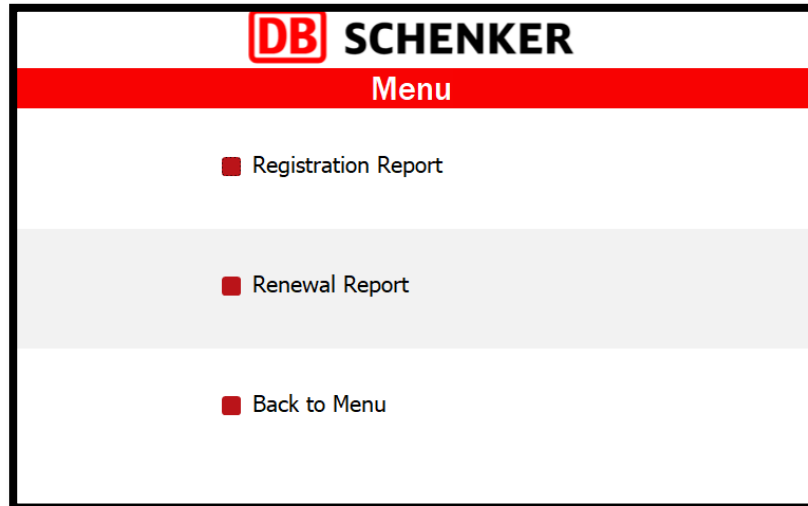 DB SCHENKER
Menu
Registration Report
Renewal Report
Back to Menu